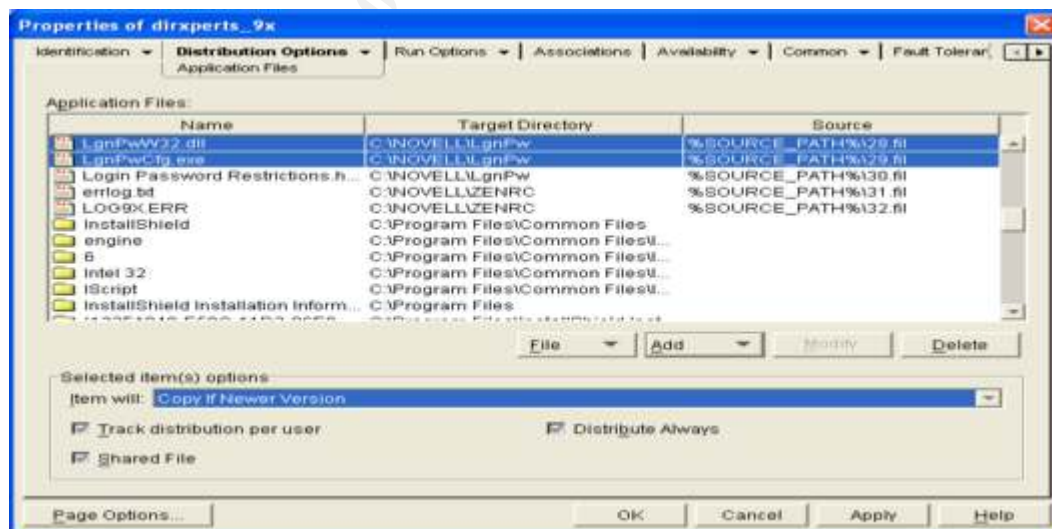 Properties of dirxperts_9x
Identification Distribution Options Run Options Associations Availability Common Fault Toleran
Application Files
Application Files:
Name Target Directory Source
LgnPwW32.dll C:\NOVELL\LgnPw %SOURCE_PATH%\28.fil
LgnPwCfg.exe C:\NOVELL\LgnPw %SOURCE_PATH%\29.fil
Login Password Restrictions.h... C:\NOVELL\LgnPw %SOURCE_PATH%\30.fil
errlog.txt C:\NOVELL\ZENRC %SOURCE_PATH%\31.fil
LOG9X.ERR C:\NOVELL\ZENRC %SOURCE_PATH%\32.fil
InstallShield C:\Program Files\Common Files
engine C:\Program Files\Common Files\I...
6 C:\Program Files\Common Files\I...
Intel 32 C:\Program Files\Common Files\I...
IScript C:\Program Files\Common Files\I...
InstallShield Installation Inform... C:\Program Files
File Add Modify Delete
Selected item(s) options
Item will: Copy If Newer Version
Track distribution per user Distribute Always
Shared File
Page Options... OK Cancel Apply Help